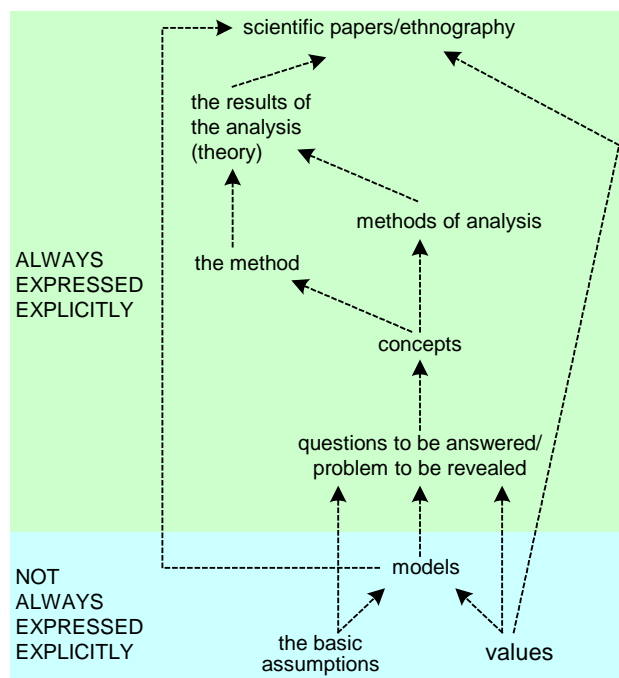 scientific papers/ethnography
the results of
the analysis
(theory)
methods of analysis
the method
ALWAYS
EXPRESSED
EXPLICITLY
concepts
questions to be answered/
problem to be revealed
models
NOT
ALWAYS
EXPRESSED
EXPLICITLY
the basic
assumptions
values